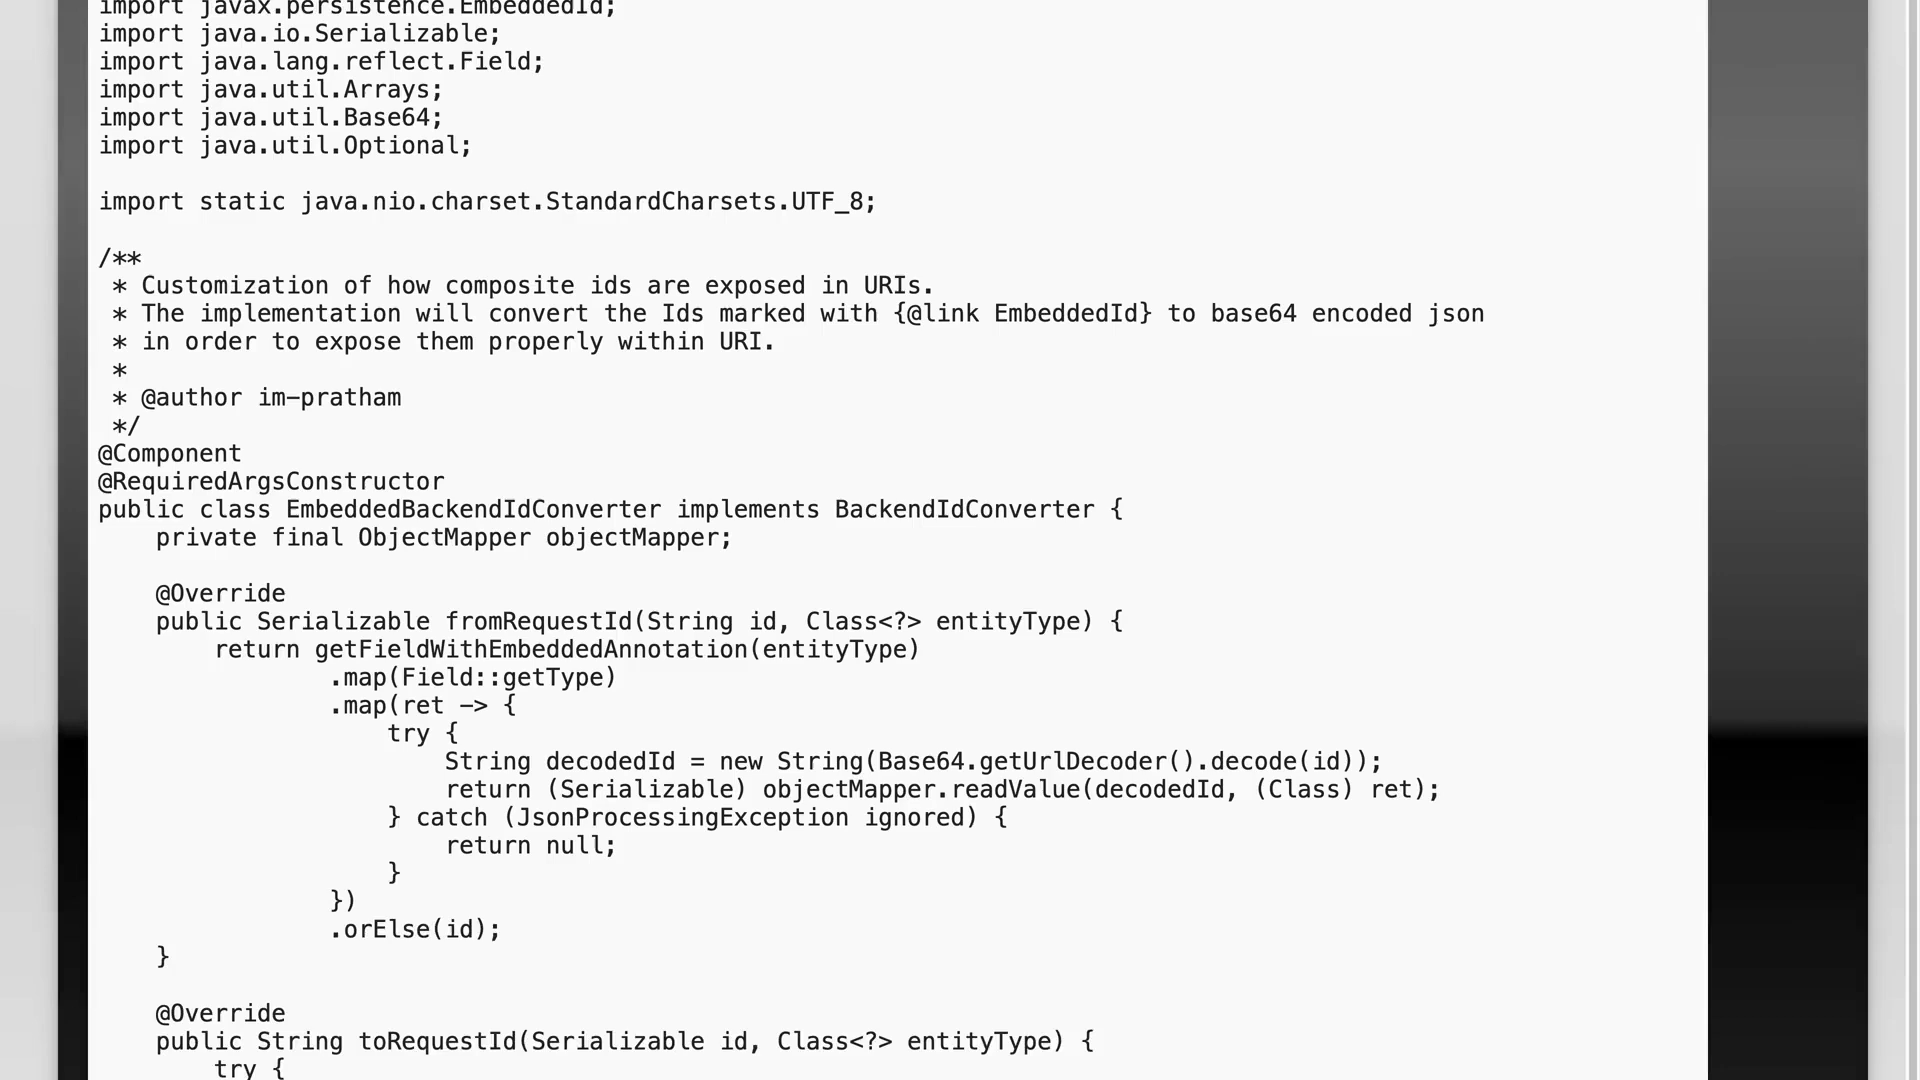 import javax.persistence.EmbeddedId;
import java.io.Serializable;
import java.lang.reflect.Field;
import java.util.Arrays;
import java.util.Base64;
import java.util.Optional;

import static java.nio.charset.StandardCharsets.UTF_8;

/**
 * Customization of how composite ids are exposed in URIs.
 * The implementation will convert the Ids marked with {@link EmbeddedId} to base64 encoded json
 * in order to expose them properly within URI.
 *
 * @author im-pratham
 */
@Component
@RequiredArgsConstructor
public class EmbeddedBackendIdConverter implements BackendIdConverter {
    private final ObjectMapper objectMapper;

    @Override
    public Serializable fromRequestId(String id, Class<?> entityType) {
        return getFieldWithEmbeddedAnnotation(entityType)
                .map(Field::getType)
                .map(ret -> {
                    try {
                        String decodedId = new String(Base64.getUrlDecoder().decode(id));
                        return (Serializable) objectMapper.readValue(decodedId, (Class) ret);
                    } catch (JsonProcessingException ignored) {
                        return null;
                    }
                })
                .orElse(id);
    }

    @Override
    public String toRequestId(Serializable id, Class<?> entityType) {
        try {